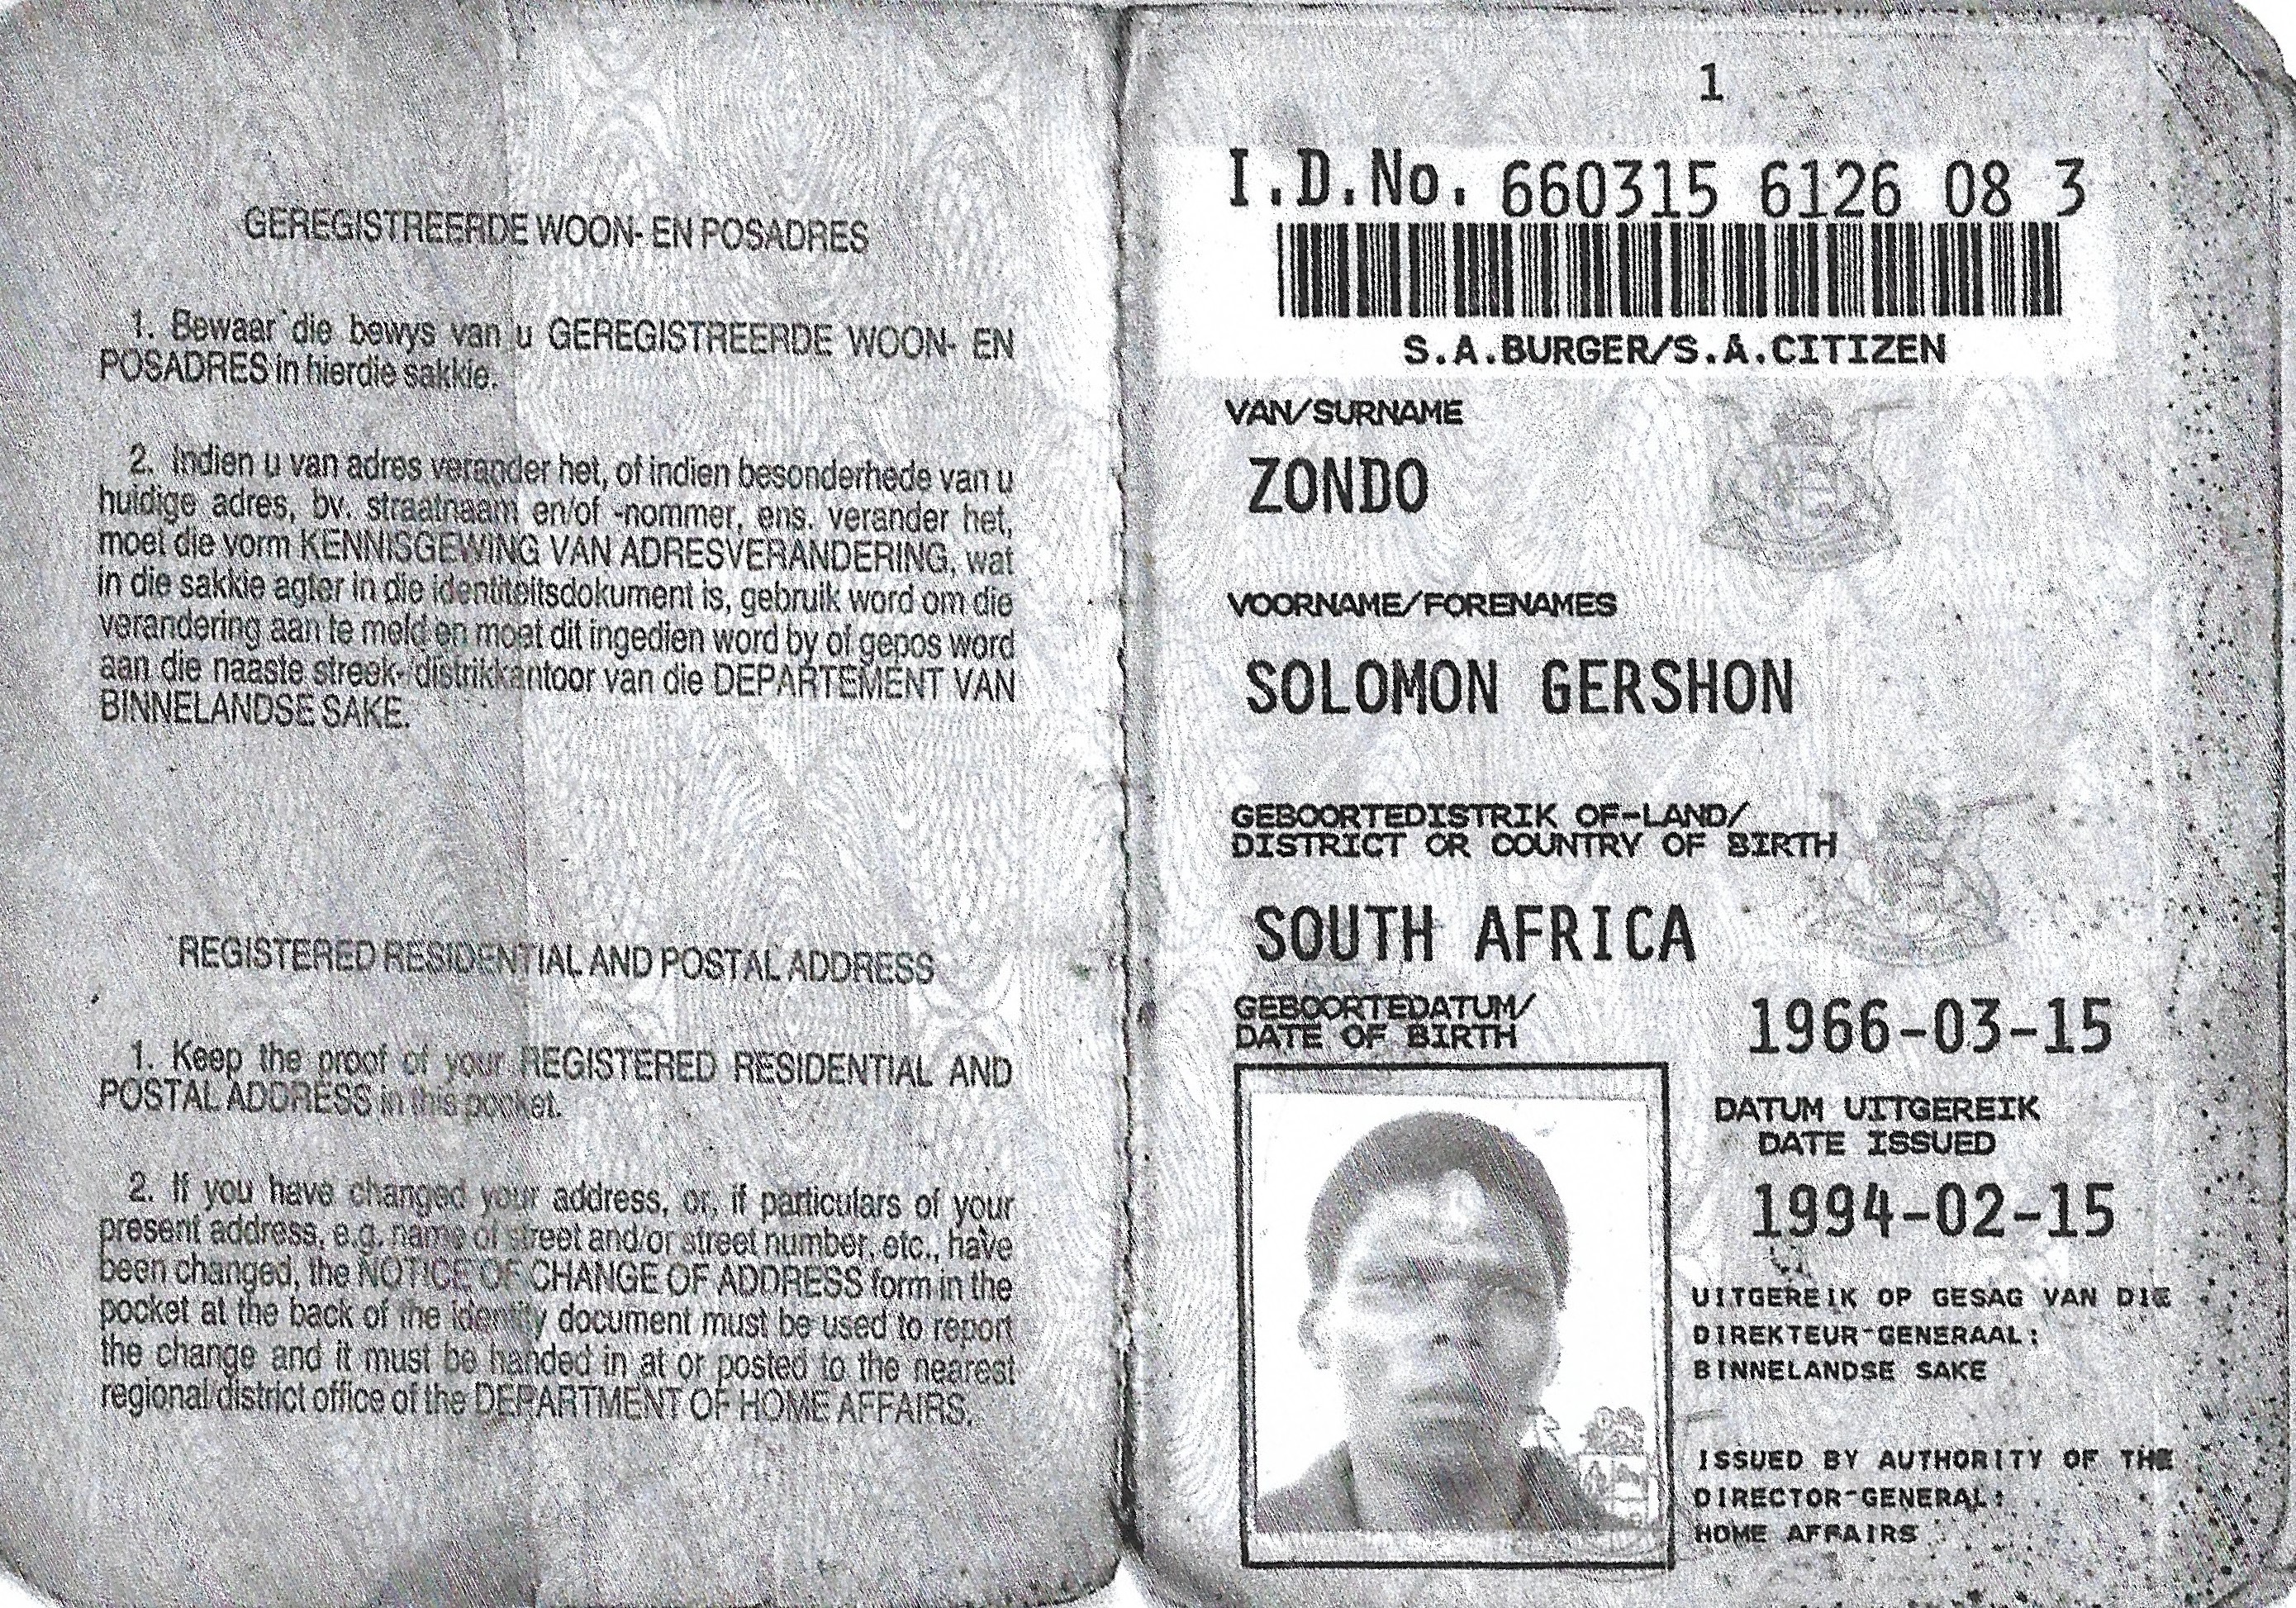 GEREGISTREERDE WOON- EN POSADRES
1. Bewaar die bewys van u GEREGISTREERDE WOON- EN
POSADRES in hierdie sakkie.
2. Indien u van adres verander het, of indien besonderhede van u
huidige adres, bv. straatnaam en/of -nommer, ens. verander het,
moet die vorm KENNISGEWING VAN ADRESVERANDERING, wat
in die sakkie agter in die identiteitsdokument is, gebruik word om die
verandering aan te meld en moet dit ingedien word by of gepos word
aan die naaste streek-/distrikkantoor van die DEPARTEMENT VAN
BINNELANDSE SAKE.
REGISTERED RESIDENTIAL AND POSTAL ADDRESS
1. Keep the proof of your REGISTERED RESIDENTIAL AND
POSTAL ADDRESS in this pocket.
2. If you have changed your address, or, if particulars of your
present address, e.g. name of street and/or street number, etc., have
been changed, the NOTICE OF CHANGE OF ADDRESS form in the
pocket at the back of the identity document must be used to report
the change and it must be handed in at or posted to the nearest
regional/district office of the DEPARTMENT OF HOME AFFAIRS.
1
I.D.No. 660315 6126 08 3
S.A.BURGER/S.A.CITIZEN
VAN/SURNAME
ZONDO
VOORNAME/FORENAMES
SOLOMON GERSHON
GEBOORTEDISTRIK OF-LAND/
DISTRICT OR COUNTRY OF BIRTH
SOUTH AFRICA
GEBOORTEDATUM/
DATE OF BIRTH
1966-03-15
DATUM UITGEREIK
DATE ISSUED
1994-02-15
UITGEREIK OP GESAG VAN DIE
DIREKTEUR-GENERAAL:
BINNELANDSE SAKE
ISSUED BY AUTHORITY OF THE
DIRECTOR-GENERAL:
HOME AFFAIRS